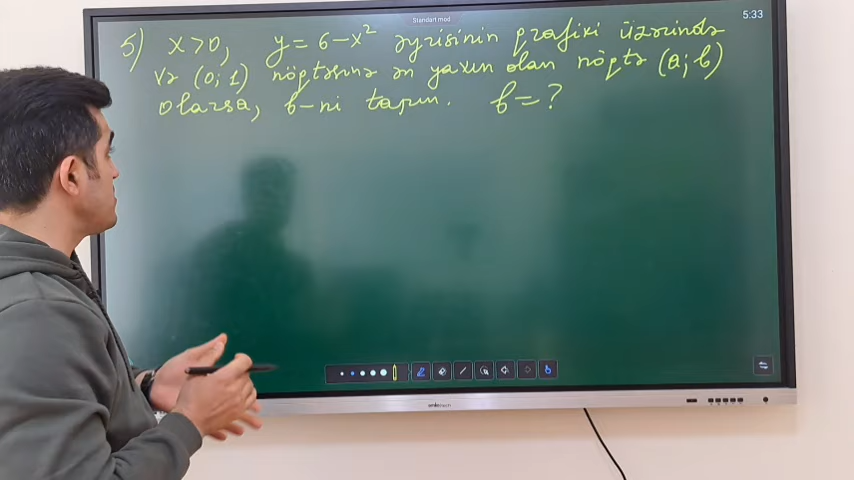 Standart mod
5:33
5) x>0, y=6-x² əyrisinin qrafiki üzərində
və (0;1) nöqtəsinə ən yaxın olan nöqtə (a;b)
olarsa, b-ni tapın. b=?